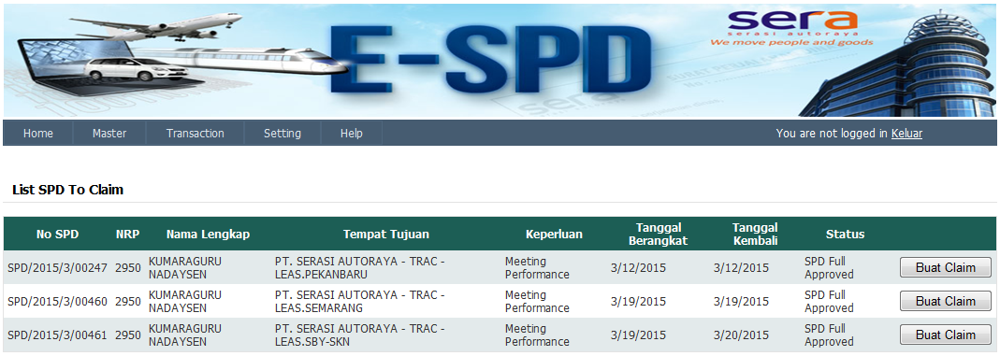 E-SPD
sera
serasi autoraya
We move people and goods
Home Master Transaction Setting Help You are not logged in Keluar
List SPD To Claim
No SPD NRP Nama Lengkap Tempat Tujuan Keperluan Tanggal Berangkat Tanggal Kembali Status
SPD/2015/3/00247 2950 KUMARAGURU NADAYSEN PT. SERASI AUTORAYA - TRAC - LEAS.PEKANBARU Meeting Performance 3/12/2015 3/12/2015 SPD Full Approved Buat Claim
SPD/2015/3/00460 2950 KUMARAGURU NADAYSEN PT. SERASI AUTORAYA - TRAC - LEAS.SEMARANG Meeting Performance 3/19/2015 3/19/2015 SPD Full Approved Buat Claim
SPD/2015/3/00461 2950 KUMARAGURU NADAYSEN PT. SERASI AUTORAYA - TRAC - LEAS.SBY-SKN Meeting Performance 3/19/2015 3/20/2015 SPD Full Approved Buat Claim